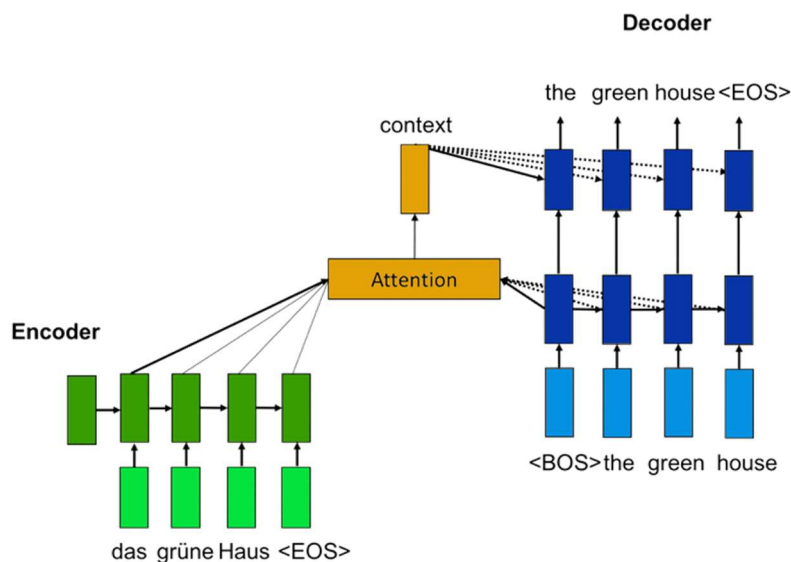 Decoder
the green house <EOS>
context
Attention
Encoder
<BOS> the green house
das grüne Haus <EOS>